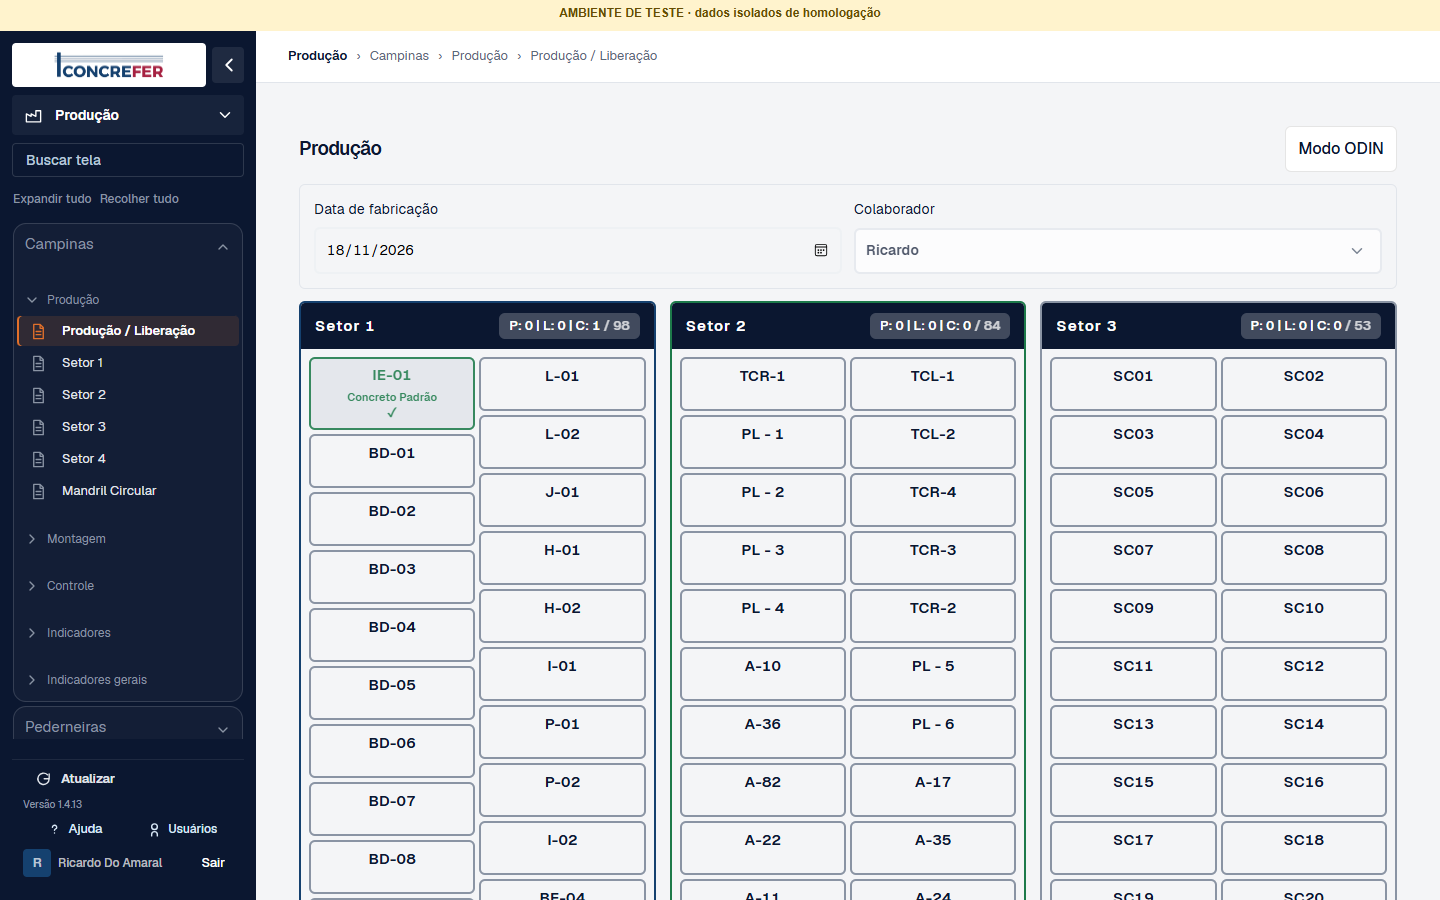 AMBIENTE DE TESTE · dados isolados de homologação
CONCREFER
Produção
Buscar tela
Expandir tudo Recolher tudo
Campinas
Produção
Produção / Liberação
Setor 1
Setor 2
Setor 3
Setor 4
Mandril Circular
Montagem
Controle
Indicadores
Indicadores gerais
Pederneiras
Atualizar
Versão 1.4.13
? Ajuda Usuários
R Ricardo Do Amaral Sair
Produção › Campinas › Produção › Produção / Liberação
Produção
Modo ODIN
Data de fabricação
18/11/2026
Colaborador
Ricardo
Setor 1 P: 0 | L: 0 | C: 1 / 98
IE-01
Concreto Padrão
✓
BD-01
BD-02
BD-03
BD-04
BD-05
BD-06
BD-07
BD-08
L-01
L-02
J-01
H-01
H-02
I-01
P-01
P-02
I-02
BE-04
Setor 2 P: 0 | L: 0 | C: 0 / 84
TCR-1 TCL-1
PL - 1 TCL-2
PL - 2 TCR-4
PL - 3 TCR-3
PL - 4 TCR-2
A-10 PL - 5
A-36 PL - 6
A-82 A-17
A-22 A-35
A-11 A-24
Setor 3 P: 0 | L: 0 | C: 0 / 53
SC01 SC02
SC03 SC04
SC05 SC06
SC07 SC08
SC09 SC10
SC11 SC12
SC13 SC14
SC15 SC16
SC17 SC18
SC19 SC20